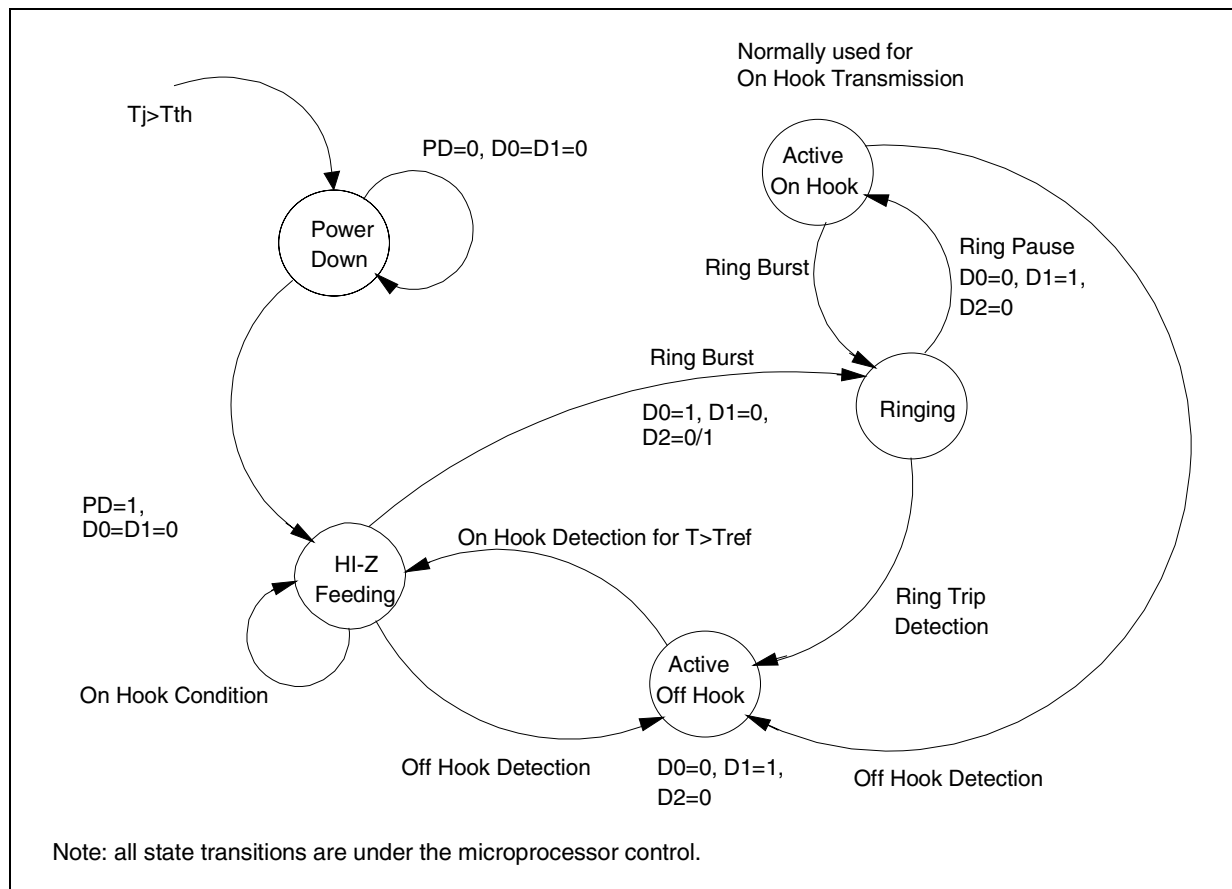 Normally used for
On Hook Transmission
Tj>Tth
PD=0, D0=D1=0
Active
On Hook
Power
Down
Ring Pause
D0=0, D1=1,
D2=0
Ring Burst
Ring Burst
D0=1, D1=0,
D2=0/1
Ringing
PD=1,
D0=D1=0
On Hook Detection for T>Tref
HI-Z
Feeding
Ring Trip
Detection
Active
Off Hook
On Hook Condition
Off Hook Detection
D0=0, D1=1,
D2=0
Off Hook Detection
Note: all state transitions are under the microprocessor control.